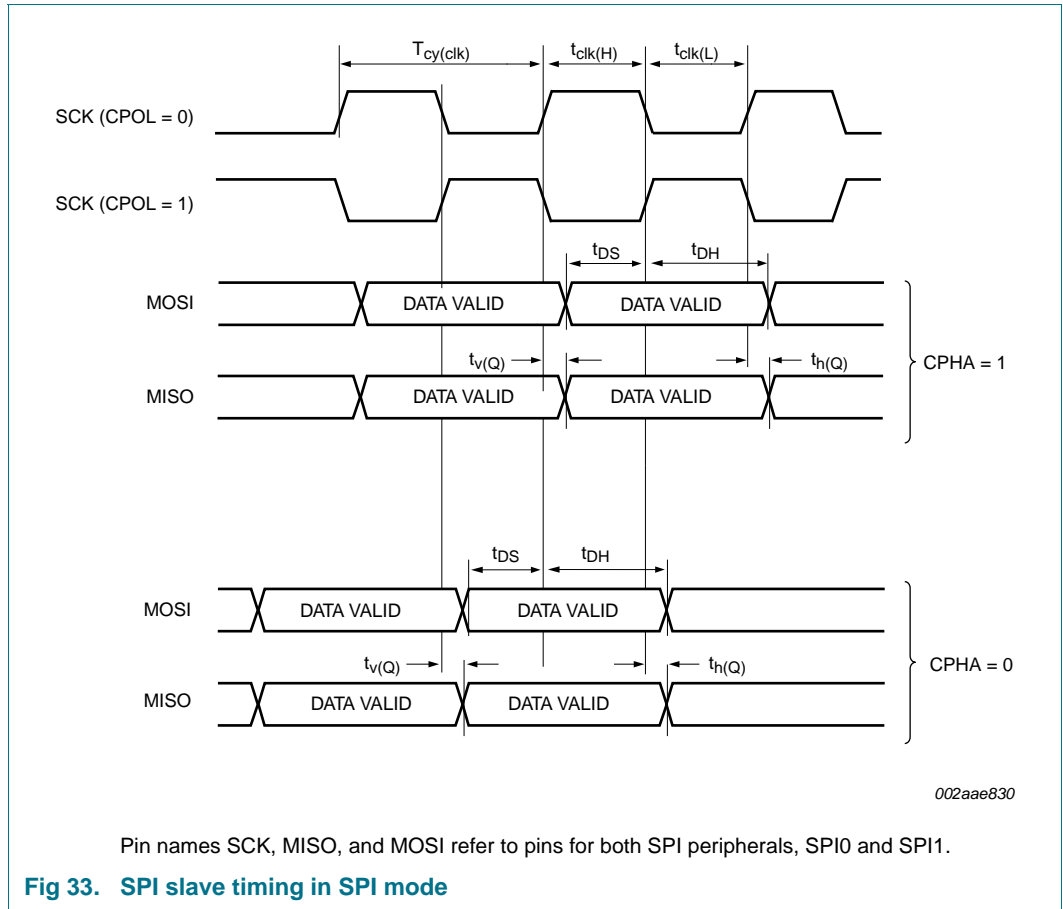 Tcy(clk) tclk(H) tclk(L)
SCK (CPOL = 0)
SCK (CPOL = 1)
tDS tDH
MOSI DATA VALID DATA VALID
tv(Q) th(Q) CPHA = 1
MISO DATA VALID DATA VALID
tDS tDH
MOSI DATA VALID DATA VALID
tv(Q) th(Q) CPHA = 0
MISO DATA VALID DATA VALID
002aae830
Pin names SCK, MISO, and MOSI refer to pins for both SPI peripherals, SPI0 and SPI1.
Fig 33. SPI slave timing in SPI mode